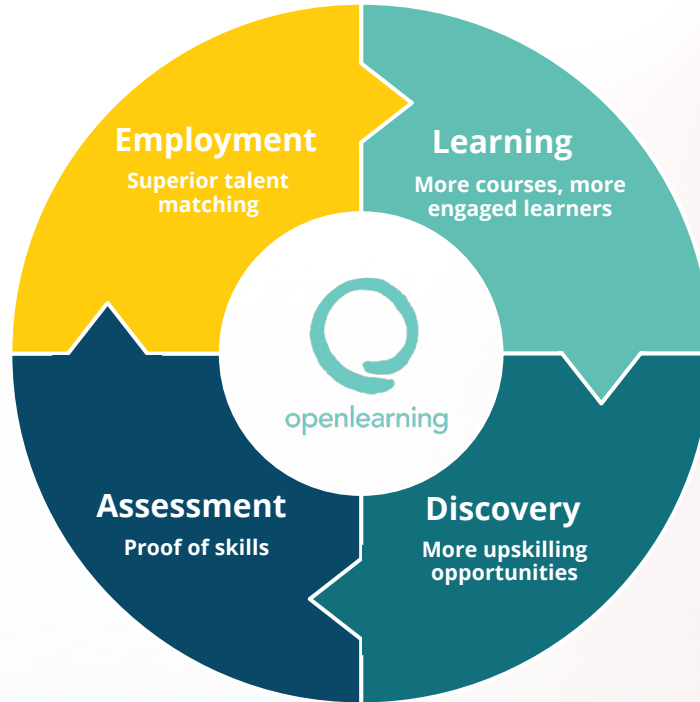 Employment
Superior talent
matching
Learning
More courses, more
engaged learners
openlearning
Assessment
Proof of skills
Discovery
More upskilling
opportunities